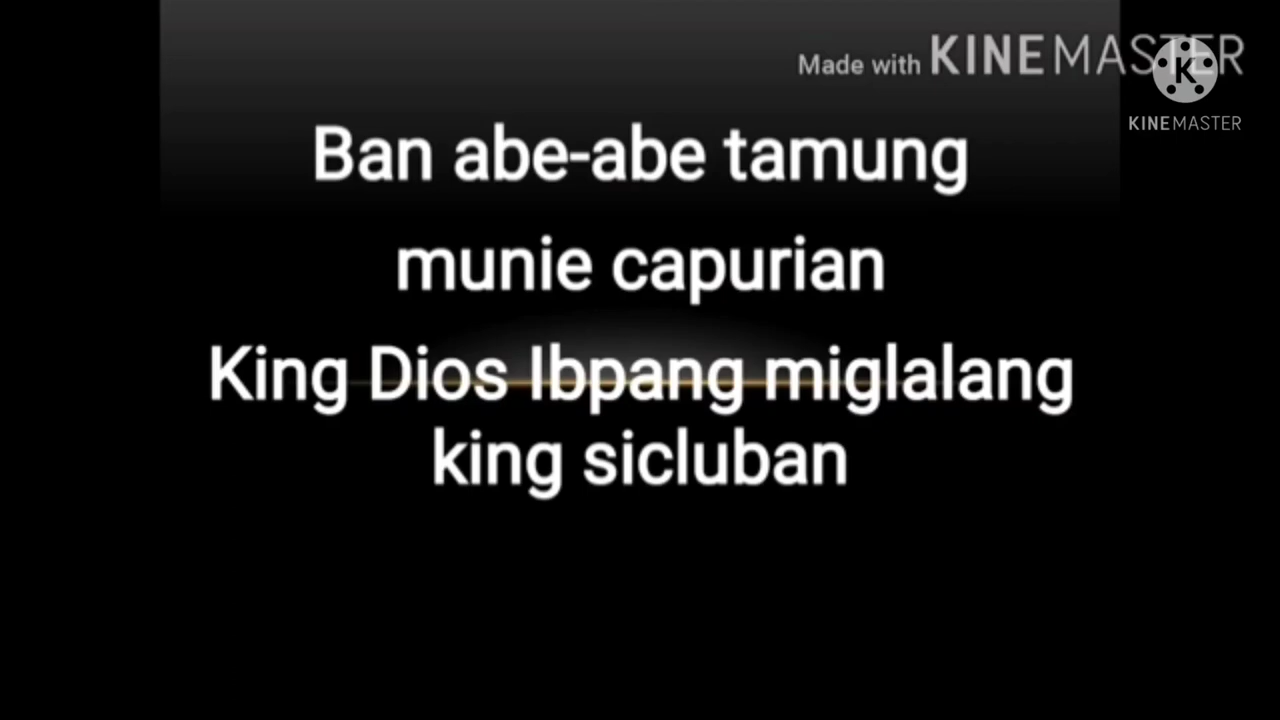 Made with KINEMASTER
KINEMASTER
Ban abe-abe tamung
munie capurian
King Dios Ibpang miglalang
king sicluban